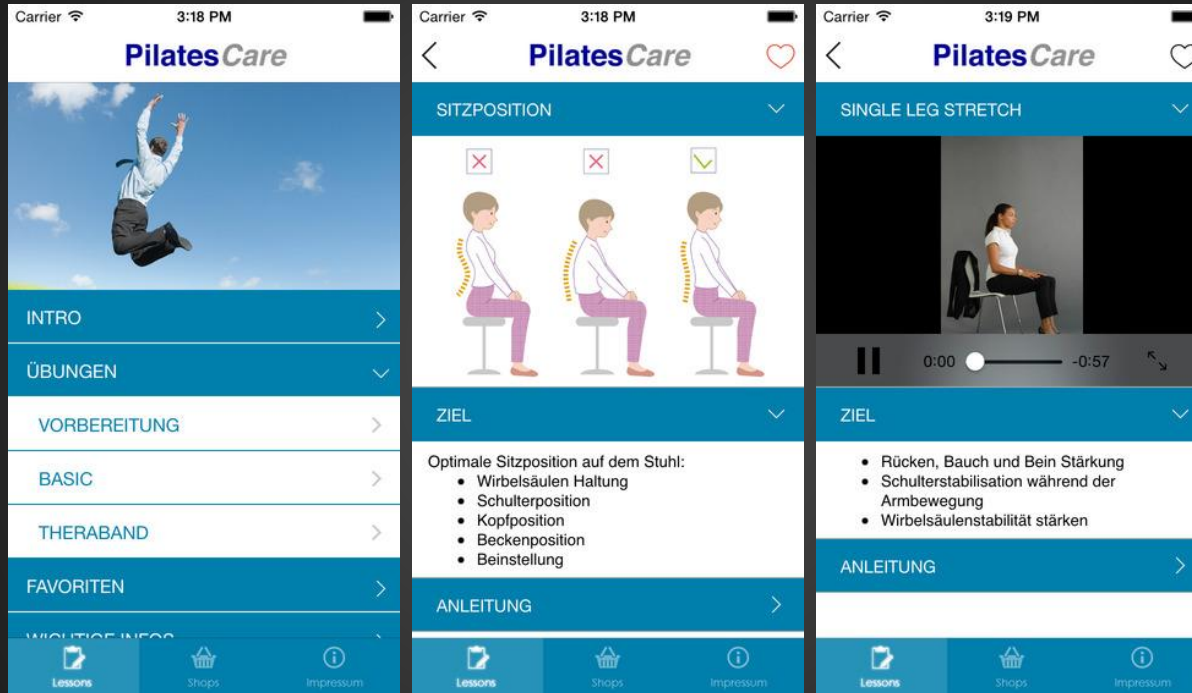 Carrier 3:18 PM
PilatesCare
INTRO
ÜBUNGEN
VORBEREITUNG
BASIC
THERABAND
FAVORITEN
WICHTIGE INFOS
Lessons Shops Impressum
Carrier 3:18 PM
PilatesCare
SITZPOSITION
ZIEL
Optimale Sitzposition auf dem Stuhl:
• Wirbelsäulen Haltung
• Schulterposition
• Kopfposition
• Beckenposition
• Beinstellung
ANLEITUNG
Lessons Shops Impressum
Carrier 3:19 PM
PilatesCare
SINGLE LEG STRETCH
0:00 -0:57
ZIEL
• Rücken, Bauch und Bein Stärkung
• Schulterstabilisation während der
Armbewegung
• Wirbelsäulenstabilität stärken
ANLEITUNG
Lessons Shops Impressum